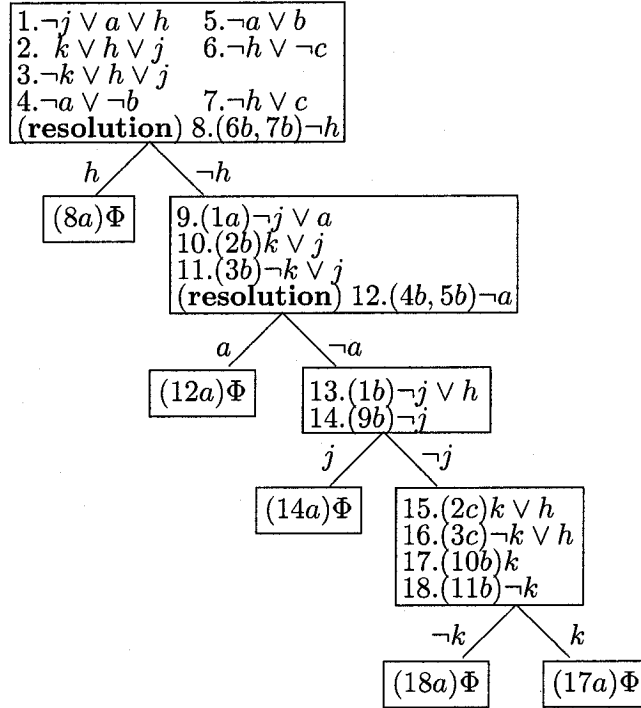 1.¬j ∨ a ∨ h 5.¬a ∨ b
2. k ∨ h ∨ j 6.¬h ∨ ¬c
3.¬k ∨ h ∨ j
4.¬a ∨ ¬b 7.¬h ∨ c
(resolution) 8.(6b, 7b)¬h
h ¬h
(8a)Φ
9.(1a)¬j ∨ a
10.(2b)k ∨ j
11.(3b)¬k ∨ j
(resolution) 12.(4b, 5b)¬a
a ¬a
(12a)Φ
13.(1b)¬j ∨ h
14.(9b)¬j
j ¬j
(14a)Φ
15.(2c)k ∨ h
16.(3c)¬k ∨ h
17.(10b)k
18.(11b)¬k
¬k k
(18a)Φ (17a)Φ